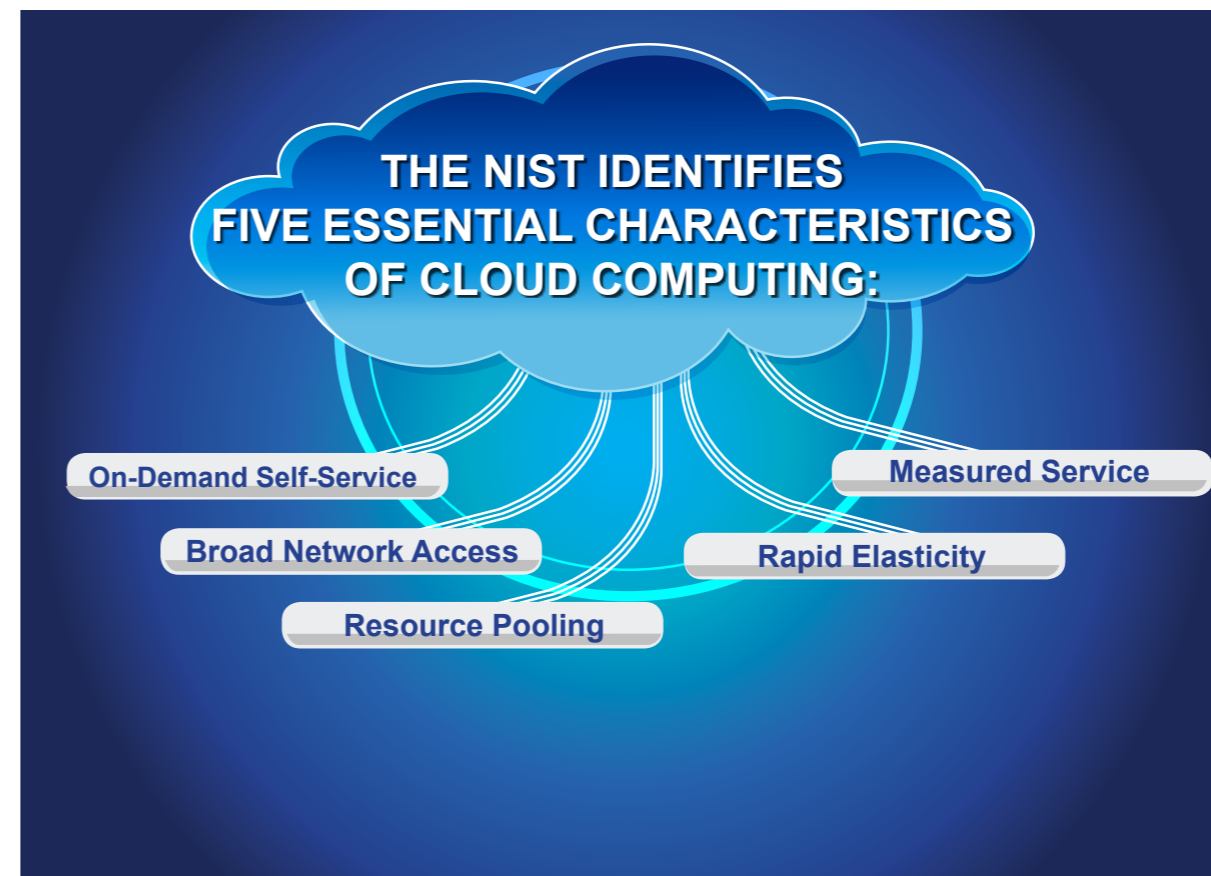 THE NIST IDENTIFIES
FIVE ESSENTIAL CHARACTERISTICS
OF CLOUD COMPUTING:
On-Demand Self-Service
Broad Network Access
Resource Pooling
Rapid Elasticity
Measured Service